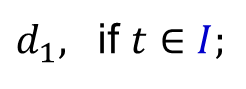 𝑑₁, if 𝑡 ∈ 𝐼;